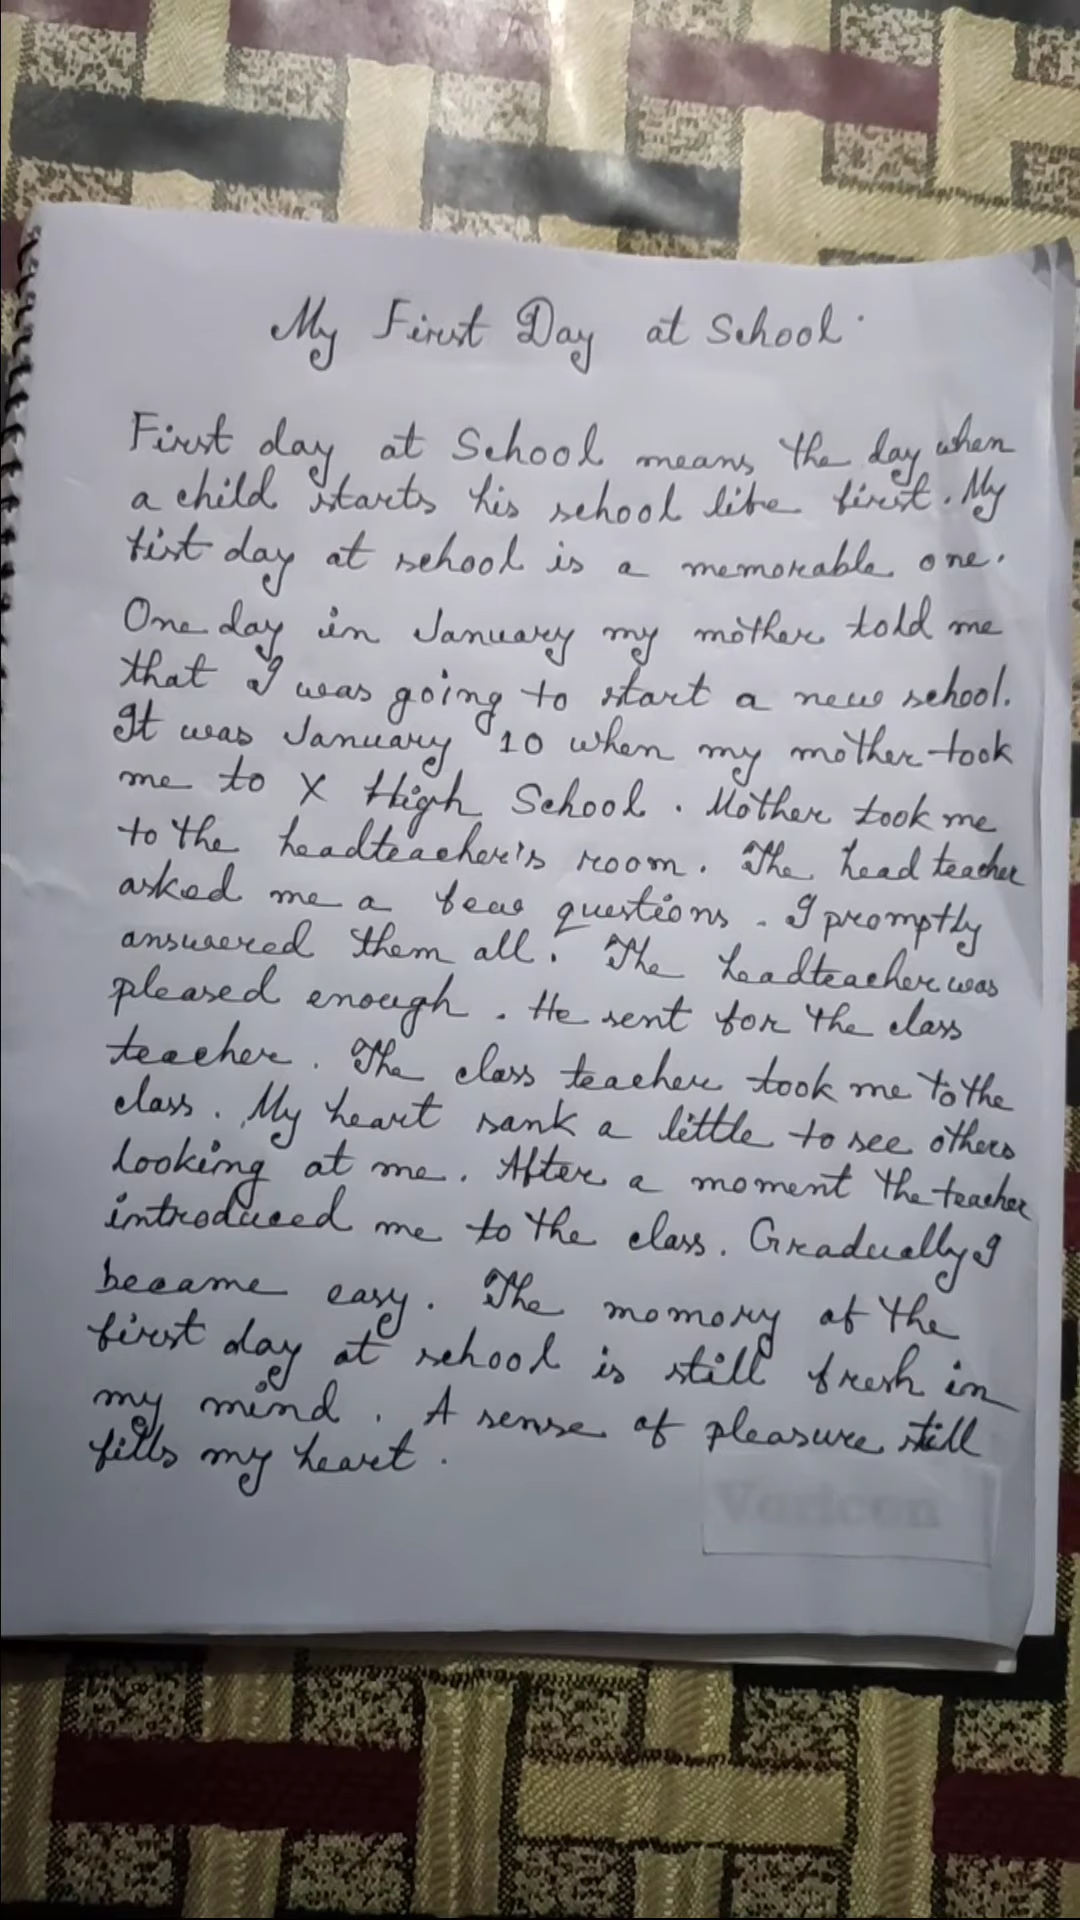 My First Day at School.
First day at School means the day when
a child starts his school life first. My
fist day at school is a memorable one.
One day in January my mother told me
that I was going to start a new school.
It was January 10 when my mother took
me to X High School. Mother took me
to the headteacher's room. The head teacher
asked me a few questions. I promptly
answered them all. The headteacher was
pleased enough. He sent for the class
teacher. The class teacher took me to the
class. My heart sank a little to see others
looking at me. After a moment the teacher
introduced me to the class. Gradually I
became easy. The momory of the
first day at school is still fresh in
my mind. A sense of pleasure still
fills my heart.